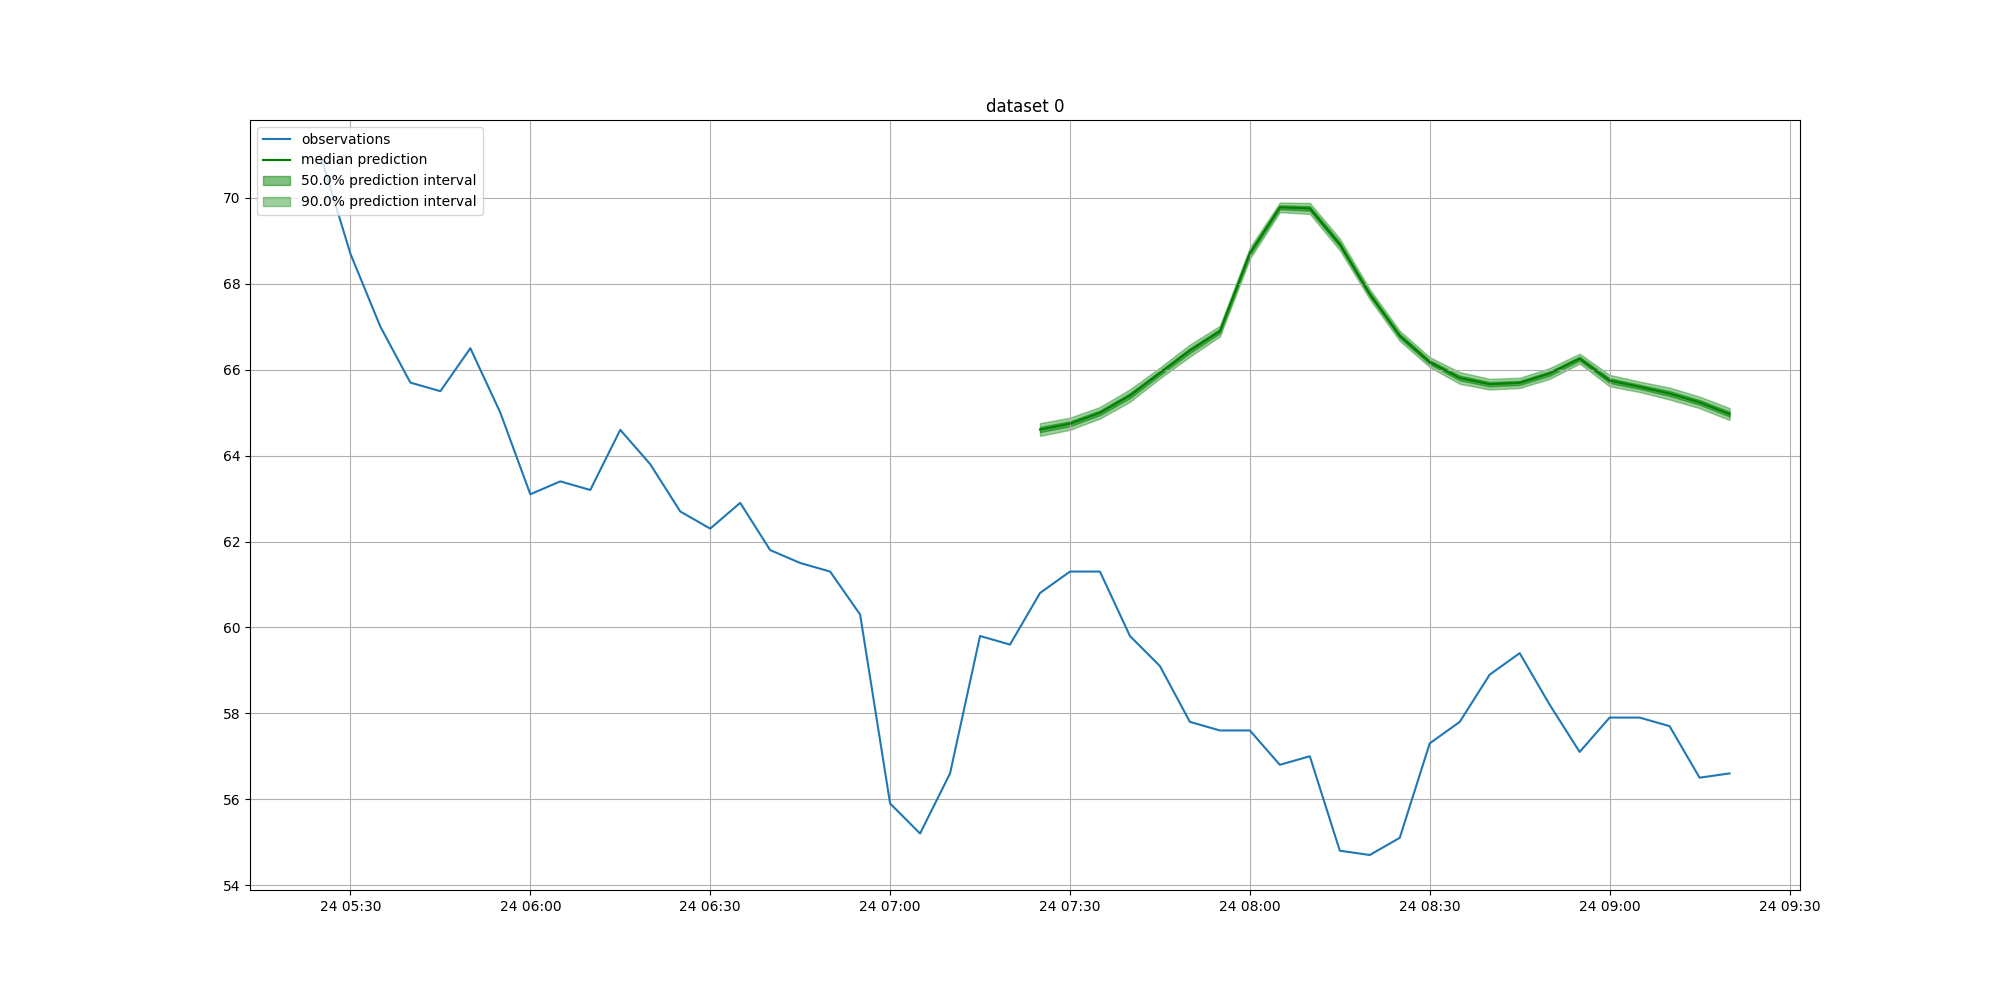 dataset 0
observations
median prediction
50.0% prediction interval
90.0% prediction interval
70
68
66
64
62
60
58
56
54
24 05:30 24 06:00 24 06:30 24 07:00 24 07:30 24 08:00 24 08:30 24 09:00 24 09:30